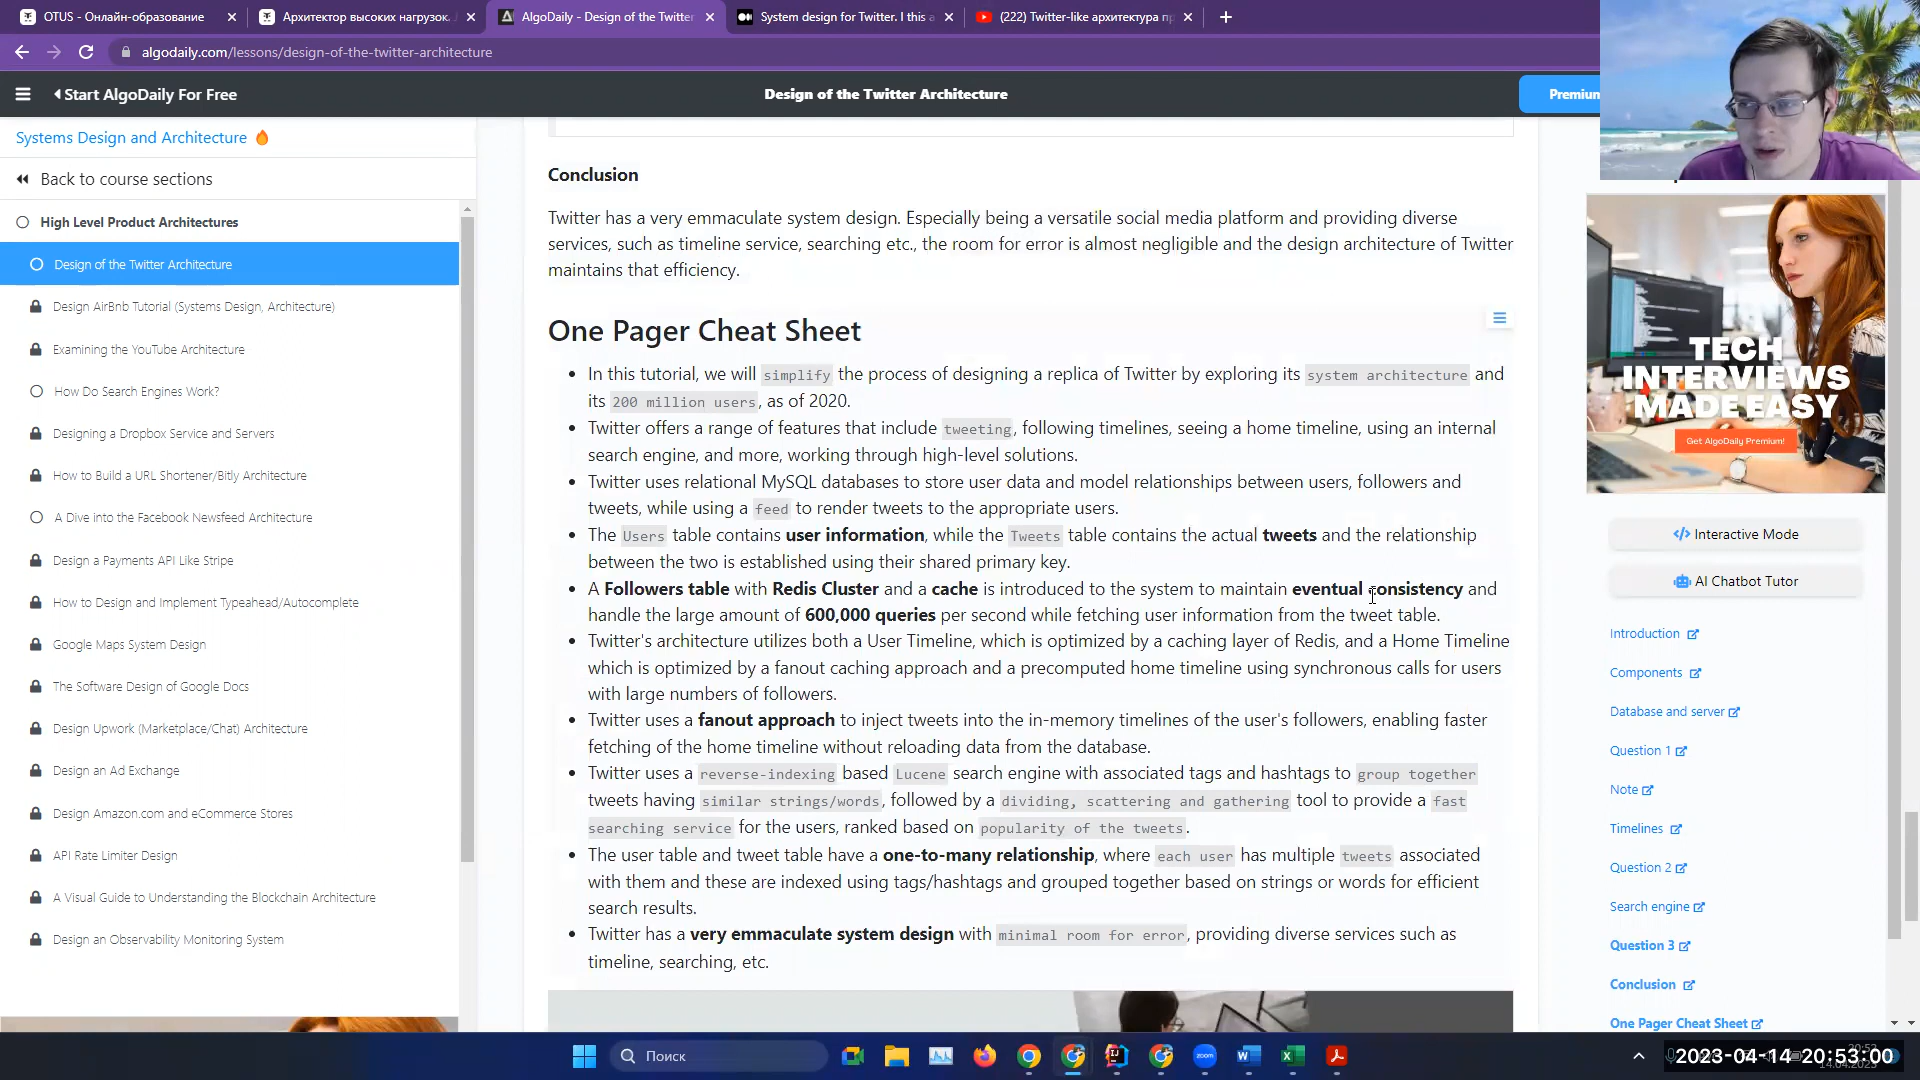 OTUS - Онлайн-образование
Архитектор высоких нагрузок.
AlgoDaily - Design of the Twitter
System design for Twitter. I this a
(222) Twitter-like архитектура п
algodaily.com/lessons/design-of-the-twitter-architecture
Start AlgoDaily For Free
Design of the Twitter Architecture
Premium
Systems Design and Architecture
Back to course sections
High Level Product Architectures
Design of the Twitter Architecture
Design AirBnb Tutorial (Systems Design, Architecture)
Examining the YouTube Architecture
How Do Search Engines Work?
Designing a Dropbox Service and Servers
How to Build a URL Shortener/Bitly Architecture
A Dive into the Facebook Newsfeed Architecture
Design a Payments API Like Stripe
How to Design and Implement Typeahead/Autocomplete
Google Maps System Design
The Software Design of Google Docs
Design Upwork (Marketplace/Chat) Architecture
Design an Ad Exchange
Design Amazon.com and eCommerce Stores
API Rate Limiter Design
A Visual Guide to Understanding the Blockchain Architecture
Design an Observability Monitoring System
Conclusion
Twitter has a very emmaculate system design. Especially being a versatile social media platform and providing diverse
services, such as timeline service, searching etc., the room for error is almost negligible and the design architecture of Twitter
maintains that efficiency.
One Pager Cheat Sheet
In this tutorial, we will simplify the process of designing a replica of Twitter by exploring its system architecture and
its 200 million users, as of 2020.
Twitter offers a range of features that include tweeting, following timelines, seeing a home timeline, using an internal
search engine, and more, working through high-level solutions.
Twitter uses relational MySQL databases to store user data and model relationships between users, followers and
tweets, while using a feed to render tweets to the appropriate users.
The Users table contains user information, while the Tweets table contains the actual tweets and the relationship
between the two is established using their shared primary key.
A Followers table with Redis Cluster and a cache is introduced to the system to maintain eventual consistency and
handle the large amount of 600,000 queries per second while fetching user information from the tweet table.
Twitter's architecture utilizes both a User Timeline, which is optimized by a caching layer of Redis, and a Home Timeline
which is optimized by a fanout caching approach and a precomputed home timeline using synchronous calls for users
with large numbers of followers.
Twitter uses a fanout approach to inject tweets into the in-memory timelines of the user's followers, enabling faster
fetching of the home timeline without reloading data from the database.
Twitter uses a reverse-indexing based Lucene search engine with associated tags and hashtags to group together
tweets having similar strings/words, followed by a dividing, scattering and gathering tool to provide a fast
searching service for the users, ranked based on popularity of the tweets.
The user table and tweet table have a one-to-many relationship, where each user has multiple tweets associated
with them and these are indexed using tags/hashtags and grouped together based on strings or words for efficient
search results.
Twitter has a very emmaculate system design with minimal room for error, providing diverse services such as
timeline, searching, etc.
TECH
INTERVIEWS
MADE EASY
Get AlgoDaily Premium!
Interactive Mode
AI Chatbot Tutor
Introduction
Components
Database and server
Question 1
Note
Timelines
Question 2
Search engine
Question 3
Conclusion
One Pager Cheat Sheet
Поиск
zoom
2023-04-14 20:53:00